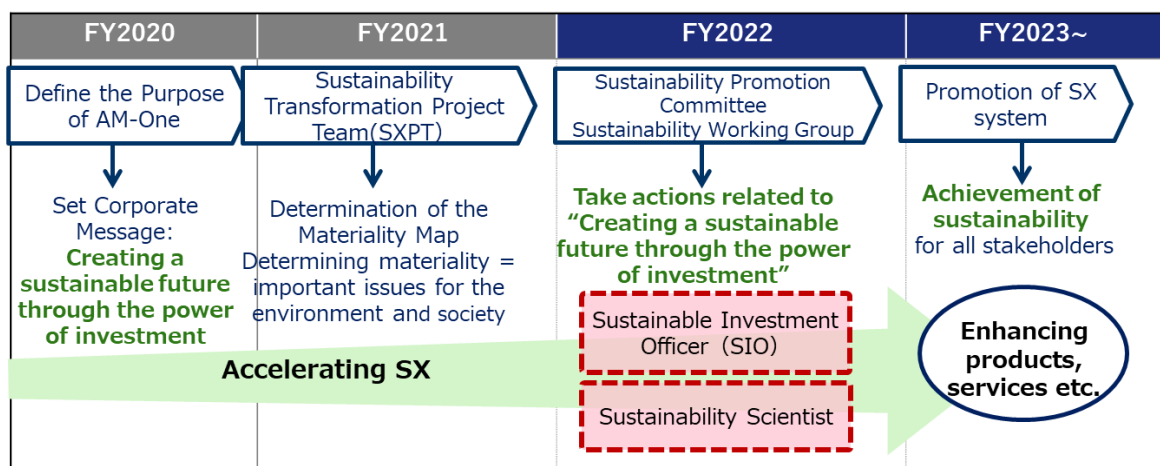 FY2020
FY2021
FY2022
FY2023~
Define the Purpose
of AM-One
Sustainability
Transformation Project
Team(SXPT)
Sustainability Promotion
Committee
Sustainability Working Group
Promotion of SX
system
Set Corporate
Message:
Creating a
sustainable future
through the power
of investment
Determination of the
Materiality Map
Determining materiality =
important issues for the
environment and society
Take actions related to
“Creating a sustainable
future through the power
of investment”
Achievement of
sustainability
for all stakeholders
Accelerating SX
Sustainable Investment
Officer（SIO）
Sustainability Scientist
Enhancing
products,
services etc.